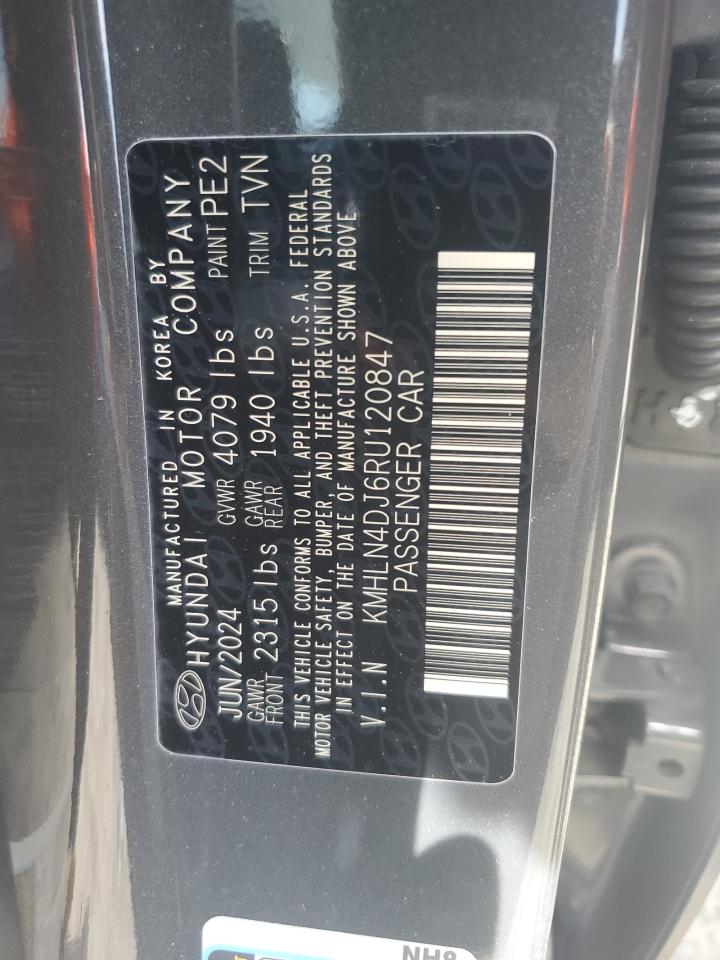 MANUFACTURED IN KOREA BY
HYUNDAI MOTOR COMPANY
JUN/2024 GVWR 4079 lbs PAINT PE2
GAWR FRONT 2315 lbs GAWR REAR 1940 lbs TRIM TVN
THIS VEHICLE CONFORMS TO ALL APPLICABLE U.S.A. FEDERAL
MOTOR VEHICLE SAFETY, BUMPER, AND THEFT PREVENTION STANDARDS
IN EFFECT ON THE DATE OF MANUFACTURE SHOWN ABOVE.
V.I.N KMHLN4DJ6RU120847
PASSENGER CAR